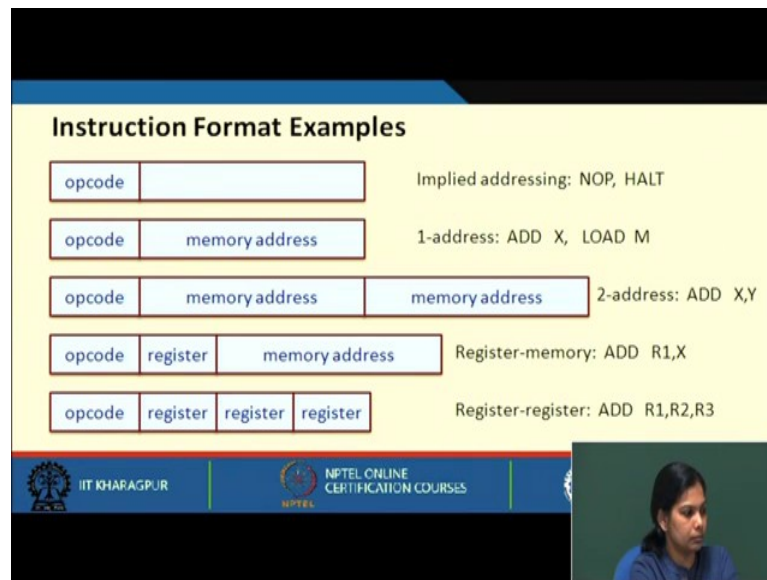 Instruction Format Examples
opcode
Implied addressing: NOP, HALT
opcode memory address
1-address: ADD X, LOAD M
opcode memory address memory address
2-address: ADD X,Y
opcode register memory address
Register-memory: ADD R1,X
opcode register register register
Register-register: ADD R1,R2,R3
IIT KHARAGPUR
NPTEL
NPTEL ONLINE
CERTIFICATION COURSES